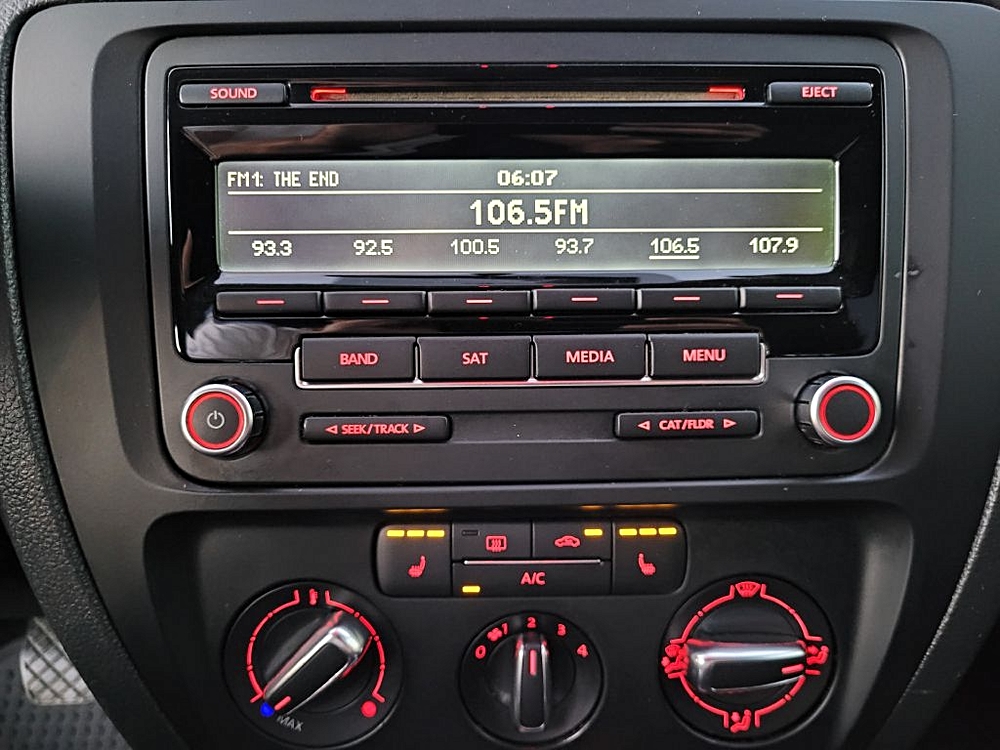 SOUND EJECT
FM1: THE END 06:07
106.5FM
93.3 92.5 100.5 93.7 106.5 107.9
BAND SAT MEDIA MENU
SEEK/TRACK CAT/FLDR
A/C
0 1 2 3 4
MAX